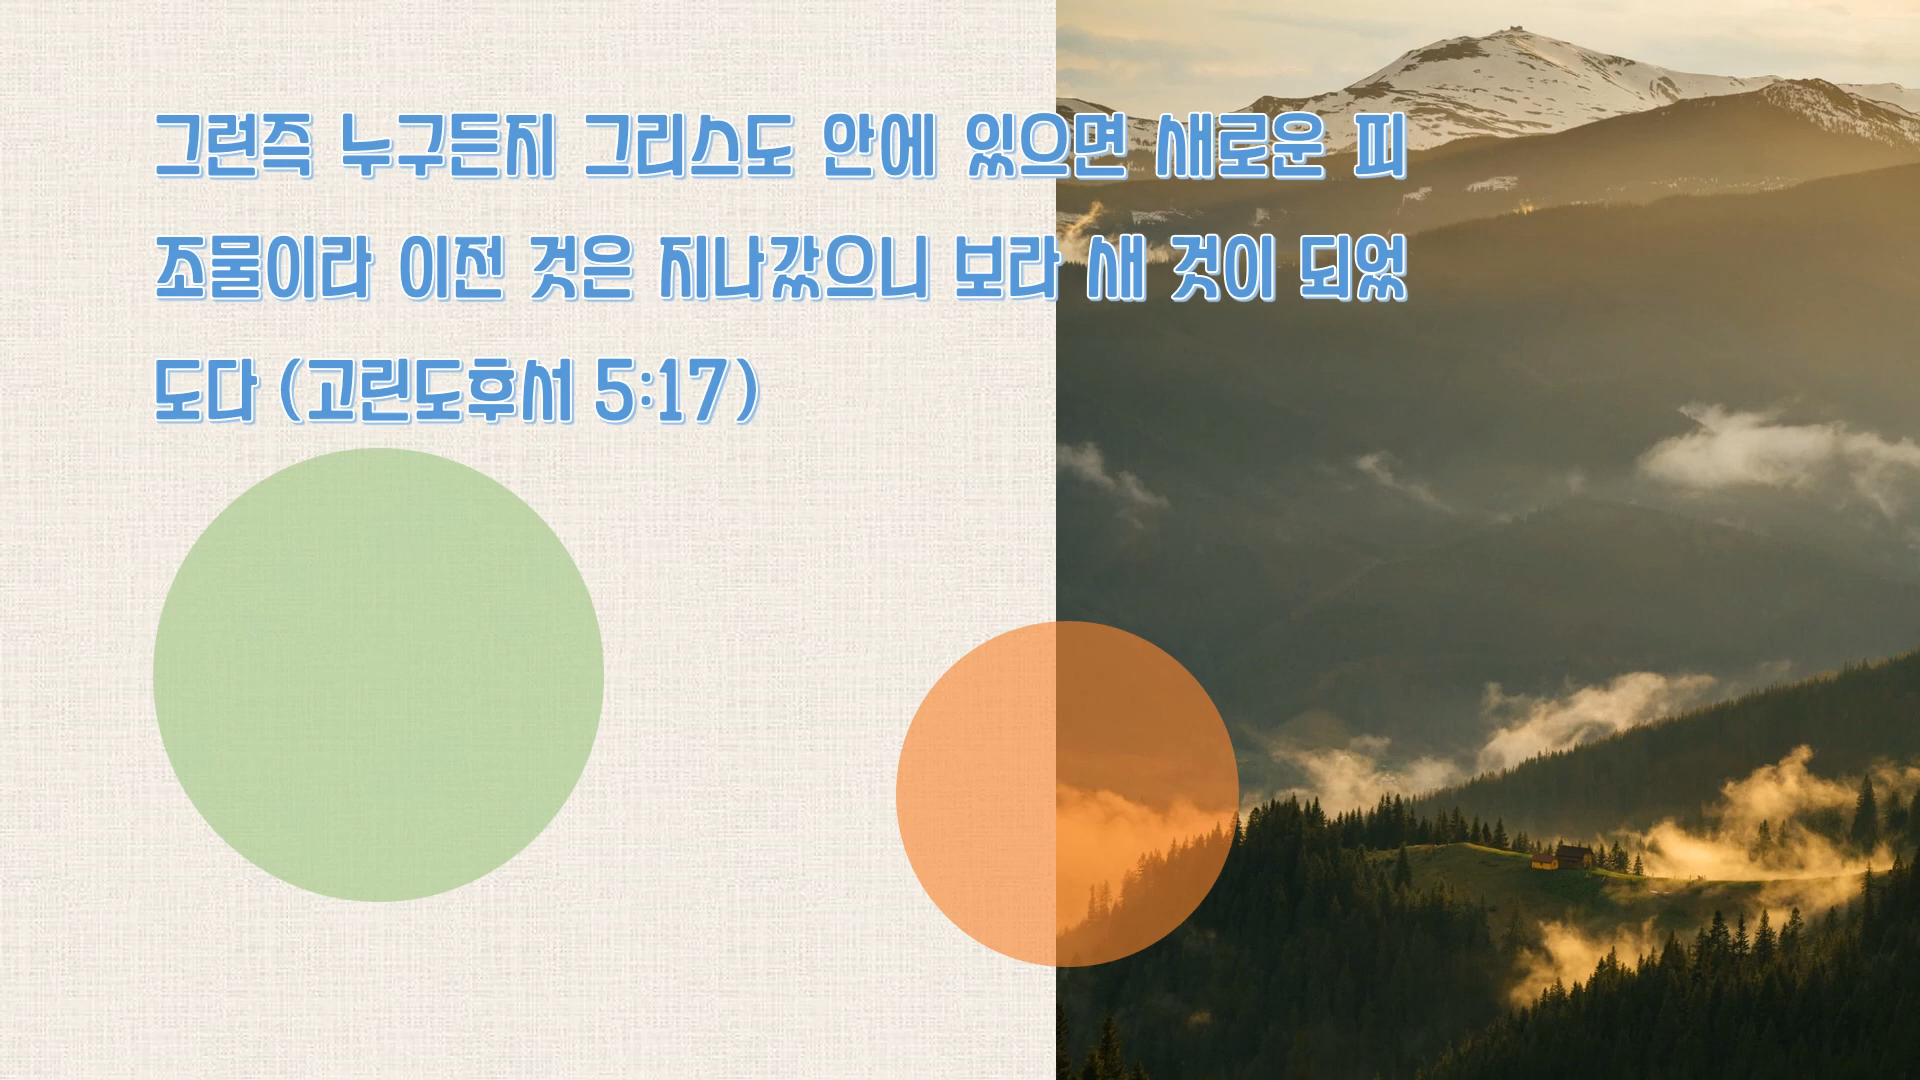 그런즉 누구든지 그리스도 안에 있으면 새로운 피
조물이라 이전 것은 지나갔으니 보라 새 것이 되었
도다 (고린도후서 5:17)